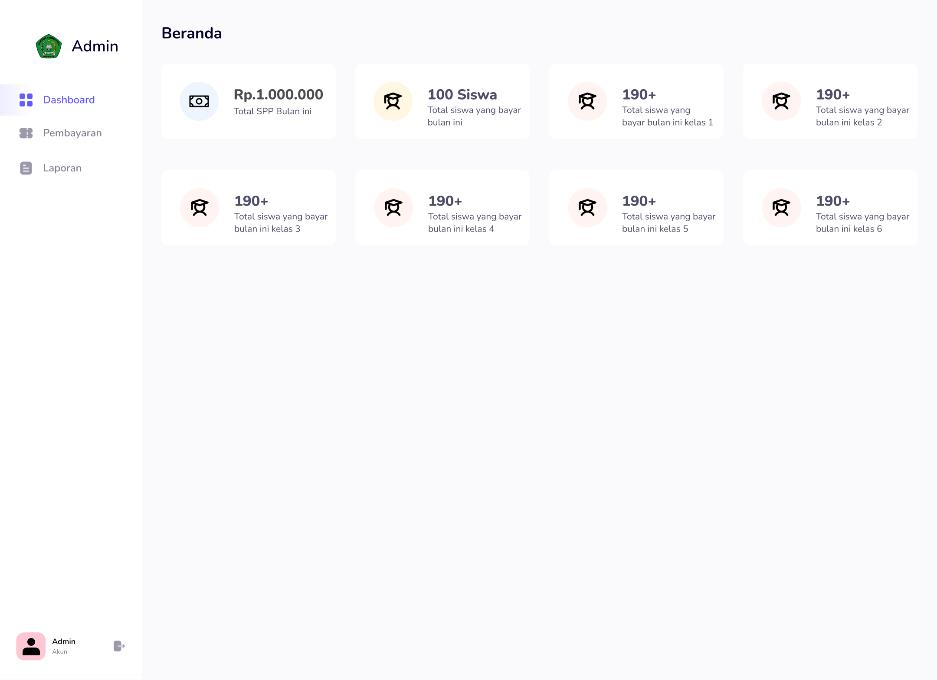 Admin
Dashboard
Pembayaran
Laporan
Beranda
Rp.1.000.000
Total SPP Bulan ini
100 Siswa
Total siswa yang bayar
bulan ini
190+
Total siswa yang
bayar bulan ini kelas 1
190+
Total siswa yang bayar
bulan ini kelas 2
190+
Total siswa yang bayar
bulan ini kelas 3
190+
Total siswa yang bayar
bulan ini kelas 4
190+
Total siswa yang bayar
bulan ini kelas 5
190+
Total siswa yang bayar
bulan ini kelas 6
Admin
Akun